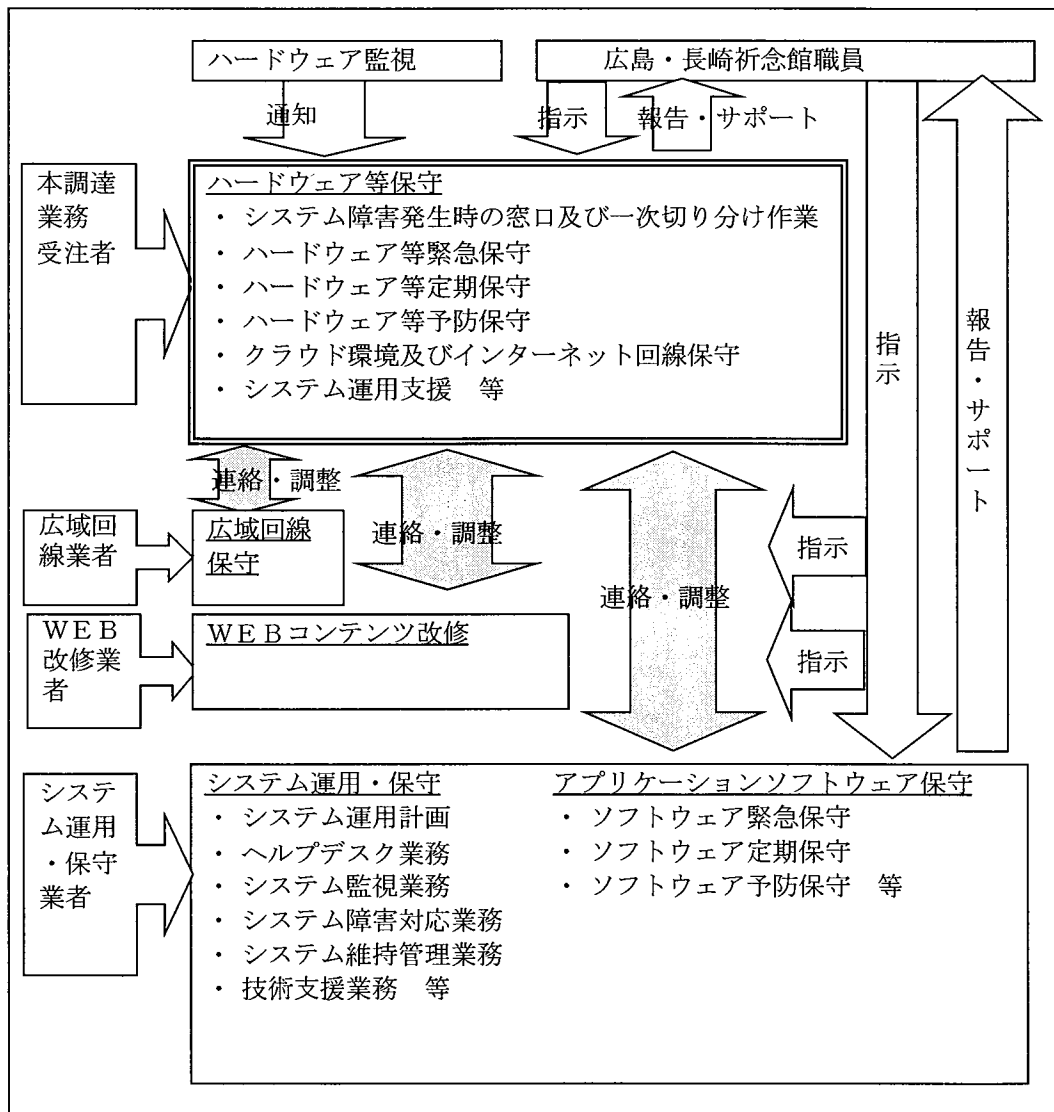 ハードウェア監視
広島・長崎祈念館職員
通知
指示
報告・サポート
本調達
業務
受注者
ハードウェア等保守
・ システム障害発生時の窓口及び一次切り分け作業
・ ハードウェア等緊急保守
・ ハードウェア等定期保守
・ ハードウェア等予防保守
・ クラウド環境及びインターネット回線保守
・ システム運用支援　等
指示
報告・サポート
連絡・調整
連絡・調整
連絡・調整
広域回
線業者
広域回線
保守
指示
WEB
改修業
者
WEBコンテンツ改修
指示
システ
ム運用
・保守
業者
システム運用・保守
・ システム運用計画
・ ヘルプデスク業務
・ システム監視業務
・ システム障害対応業務
・ システム維持管理業務
・ 技術支援業務　等
アプリケーションソフトウェア保守
・ ソフトウェア緊急保守
・ ソフトウェア定期保守
・ ソフトウェア予防保守　等